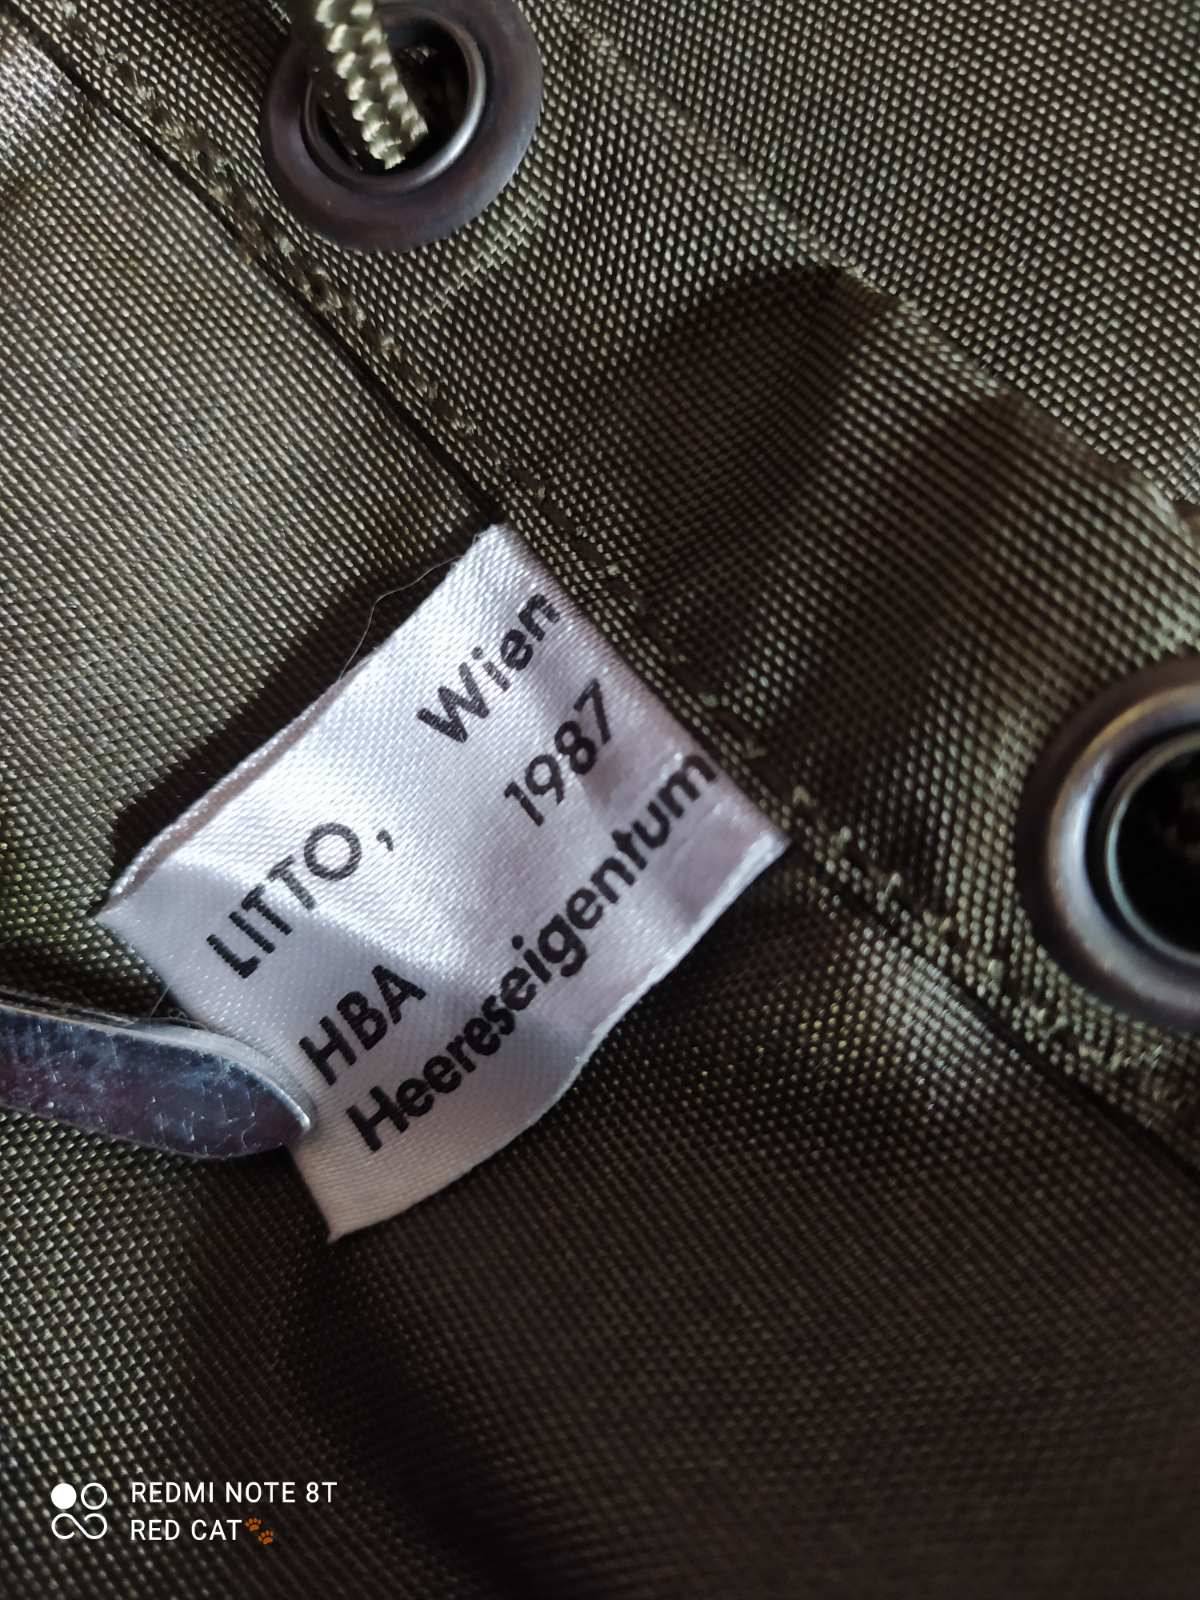 LITTO, Wien
HBA 1987
Heereseigentum
REDMI NOTE 8T
RED CAT🐾